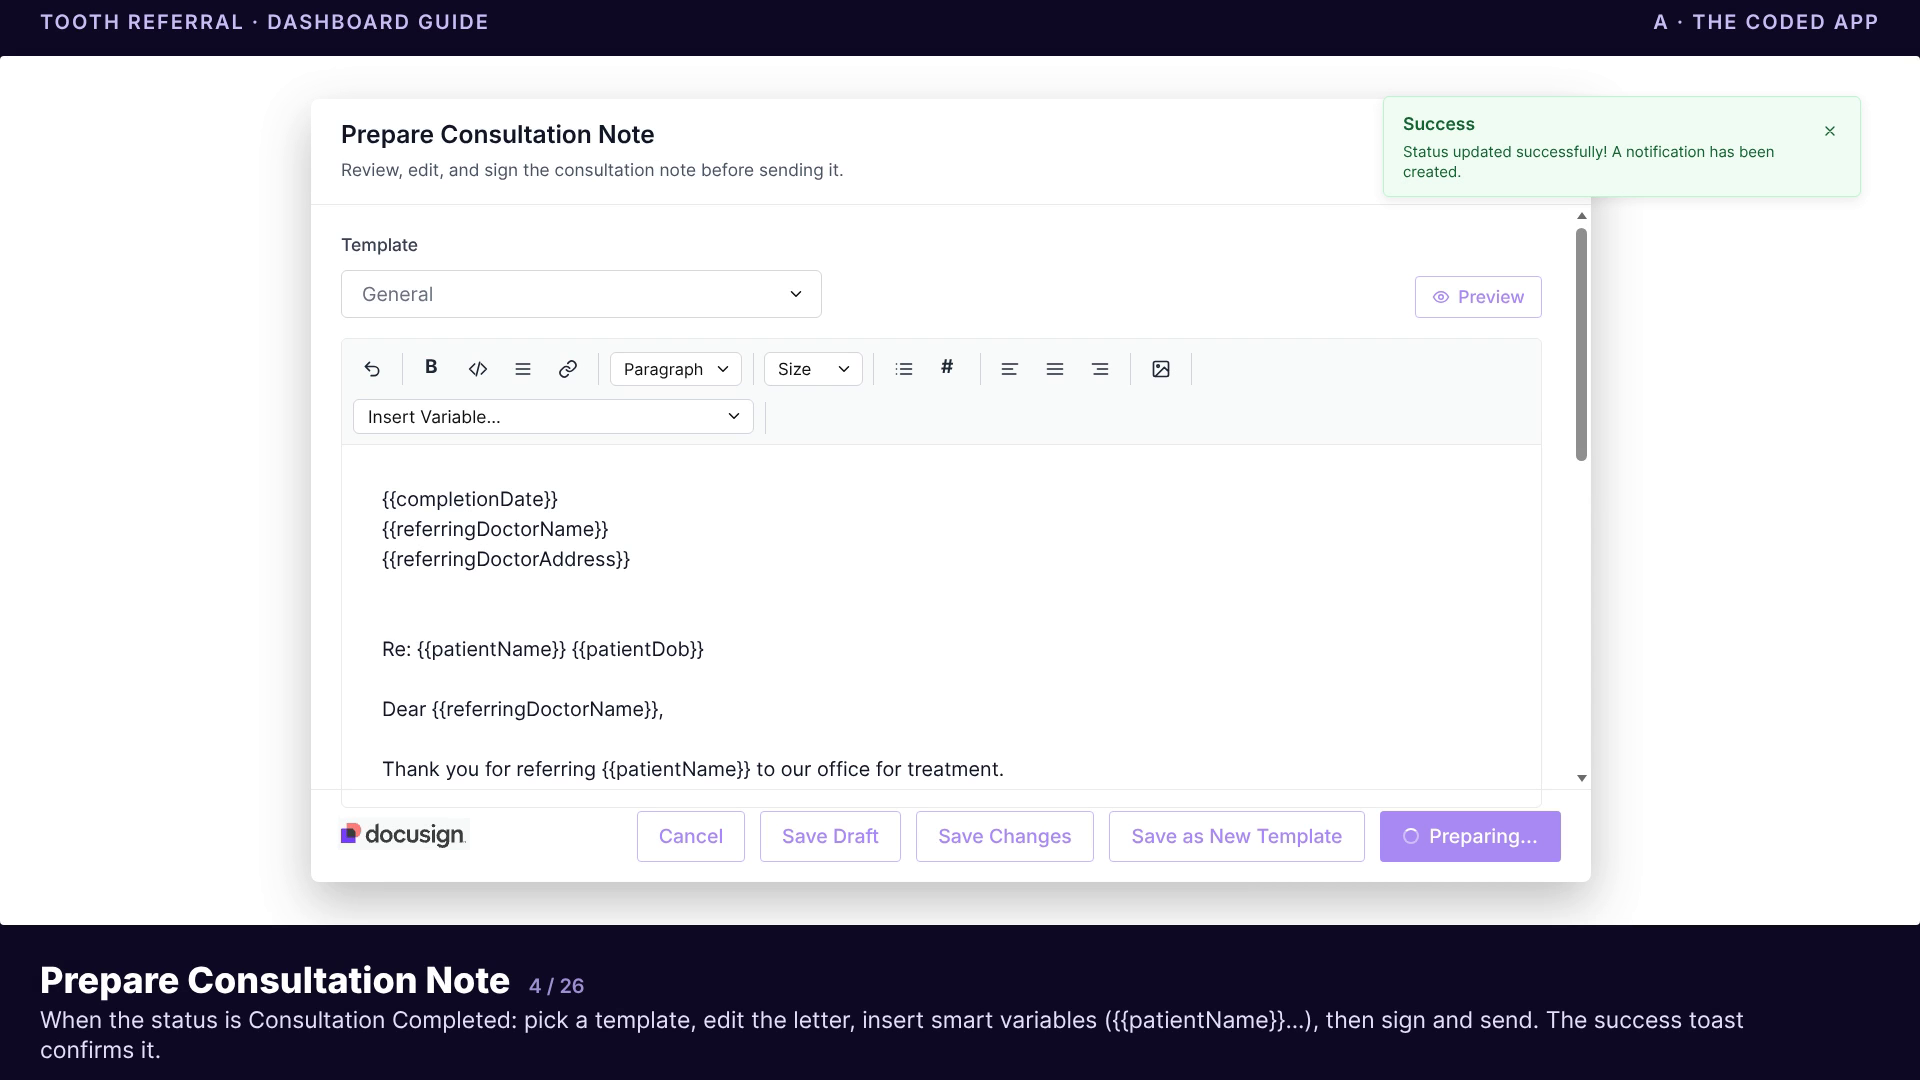 TOOTH REFERRAL · DASHBOARD GUIDE
A · THE CODED APP
Prepare Consultation Note
Review, edit, and sign the consultation note before sending it.
Success
Status updated successfully! A notification has been
created.
Template
General
Preview
B
Paragraph
Size
#
Insert Variable...
{{completionDate}}
{{referringDoctorName}}
{{referringDoctorAddress}}
Re: {{patientName}} {{patientDob}}
Dear {{referringDoctorName}},
Thank you for referring {{patientName}} to our office for treatment.
docusign
Cancel
Save Draft
Save Changes
Save as New Template
Preparing...
Prepare Consultation Note 4 / 26
When the status is Consultation Completed: pick a template, edit the letter, insert smart variables ({{patientName}}...), then sign and send. The success toast
confirms it.